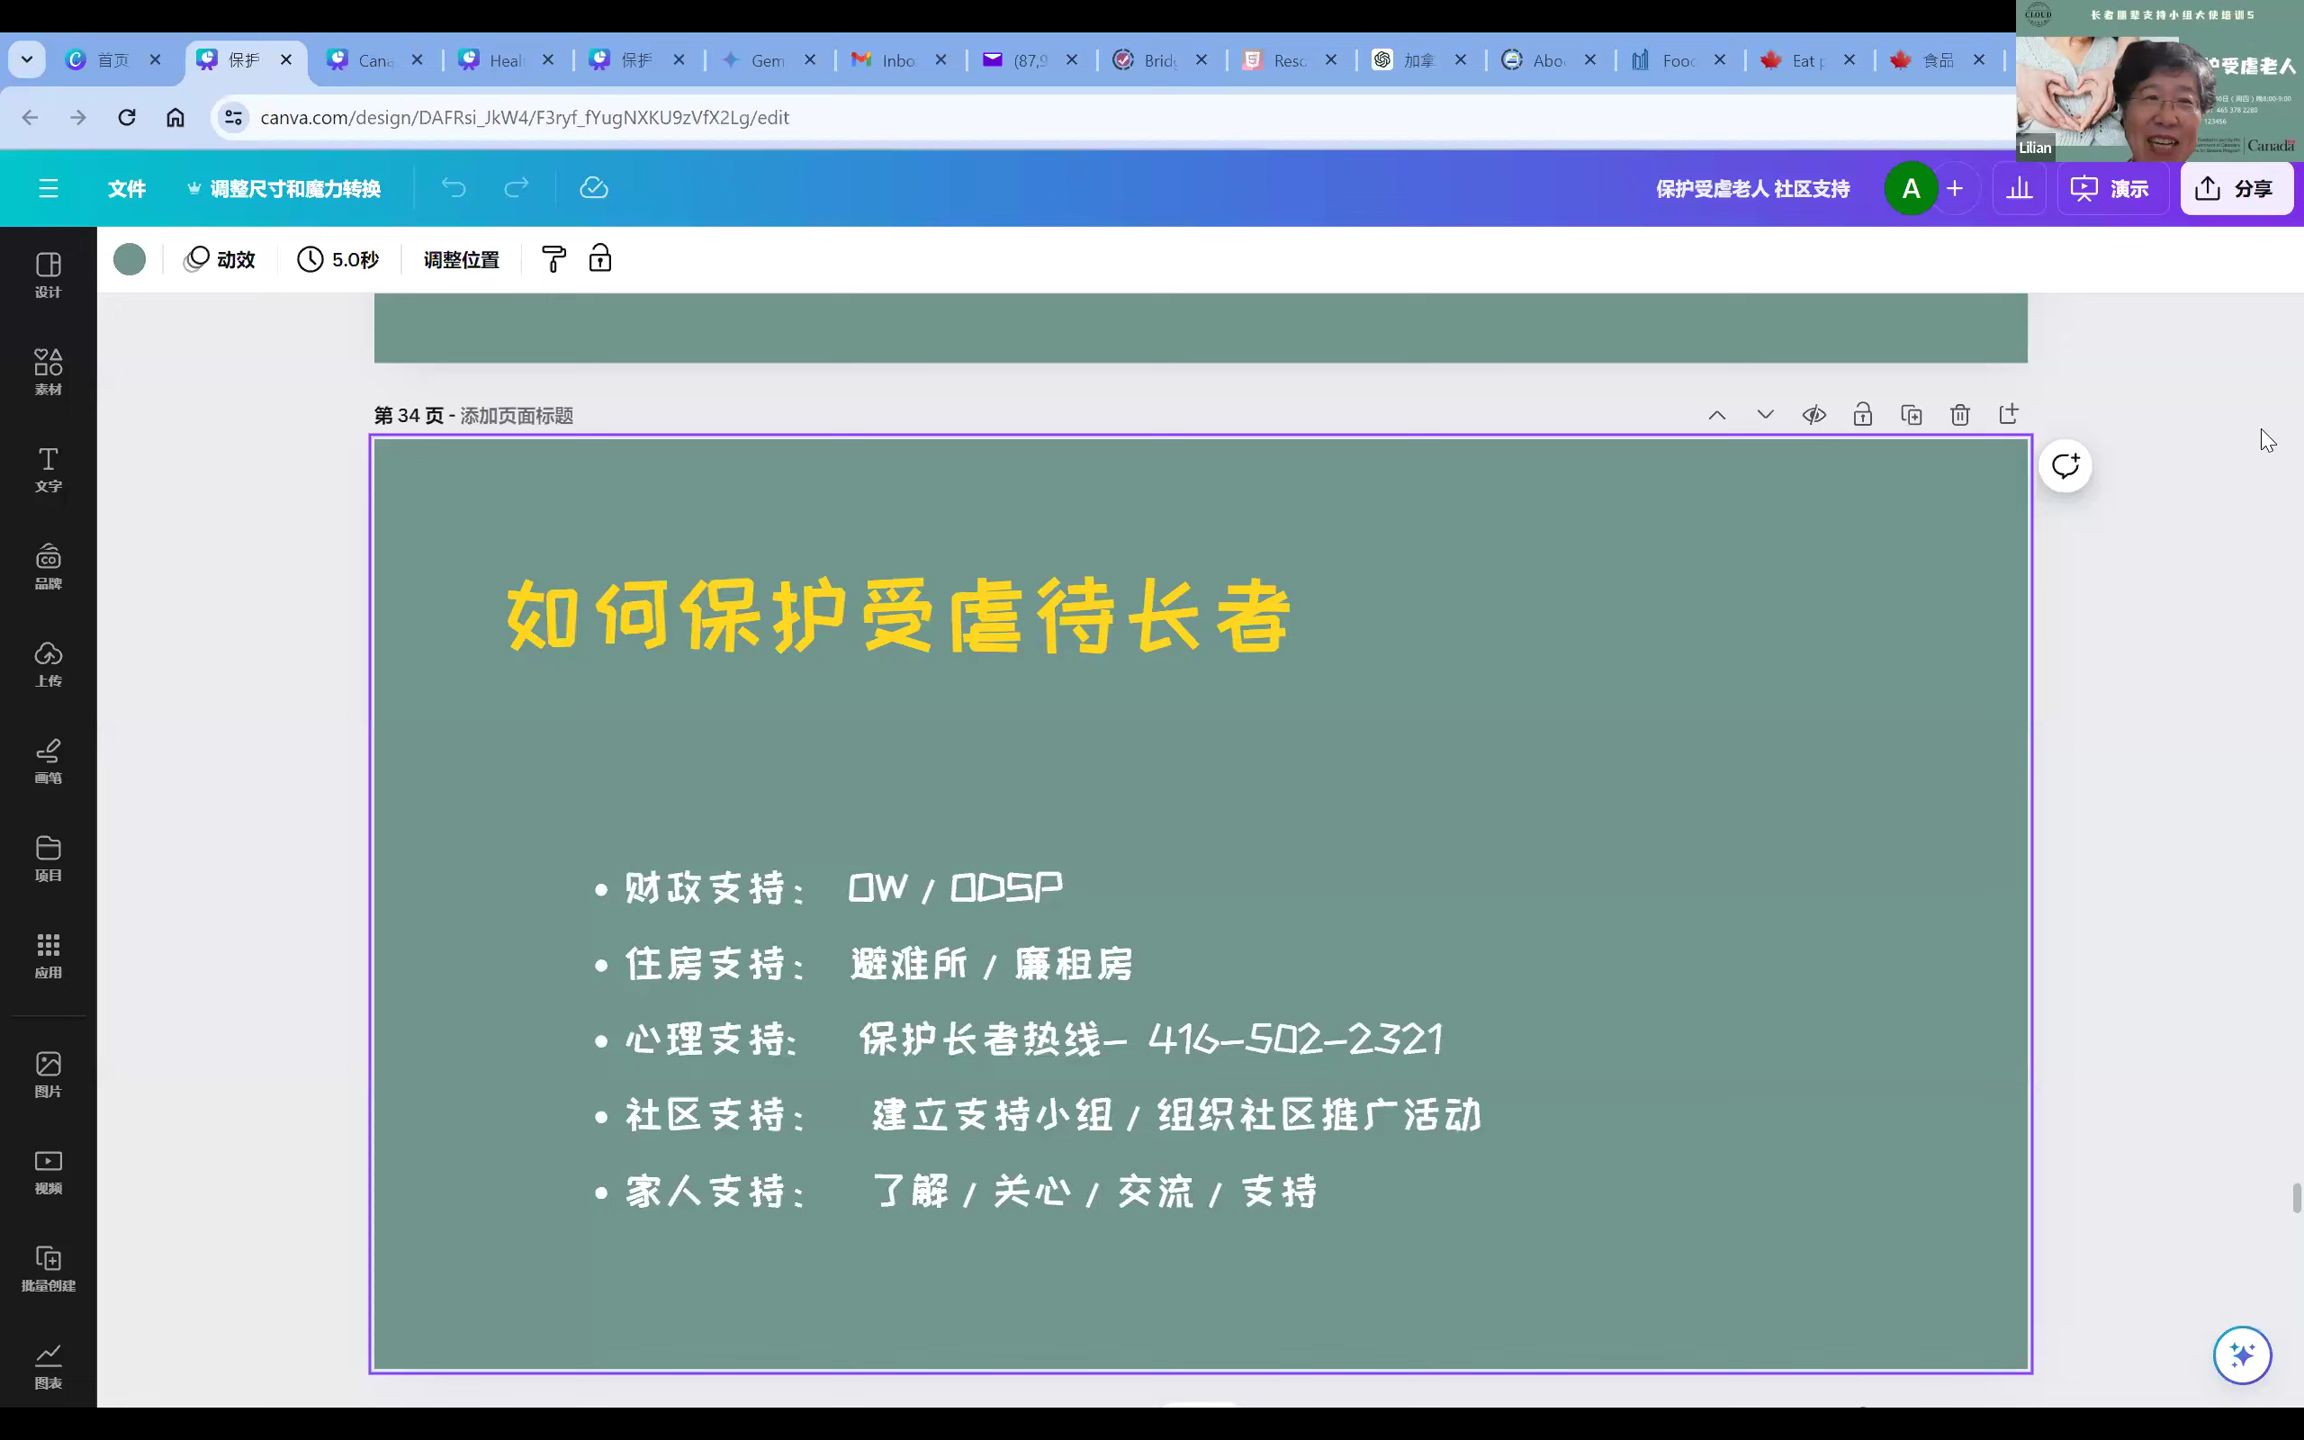 CLOUD
长者朋辈支持小组大使培训5
首页
保护
Can
Heal
保护
Gem
Inbo
(87,9
Brid
Resc
加拿
Abo
Foo
Eat p
食品
护受虐老人
canva.com/design/DAFRsi_JkW4/F3ryf_fYugNXKU9zVfX2Lg/edit
465 378 2280
123456
Lilian
Canada
文件
调整尺寸和魔力转换
保护受虐老人 社区支持
A
演示
分享
动效
5.0秒
调整位置
设计
素材
文字
品牌
上传
画笔
项目
应用
图片
视频
批量创建
图表
第 34 页 - 添加页面标题
如何保护受虐待长者
• 财政支持： OW / ODSP
• 住房支持： 避难所 / 廉租房
• 心理支持: 保护长者热线- 416-502-2321
• 社区支持： 建立支持小组 / 组织社区推广活动
• 家人支持： 了解 / 关心 / 交流 / 支持